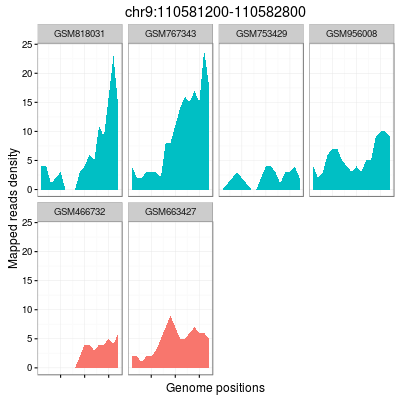 chr9:110581200-110582800
GSM818031 GSM767343 GSM753429 GSM956008
25
20
15
10
5
0
Mapped reads density
GSM466732 GSM663427
25
20
15
10
5
0
Genome positions